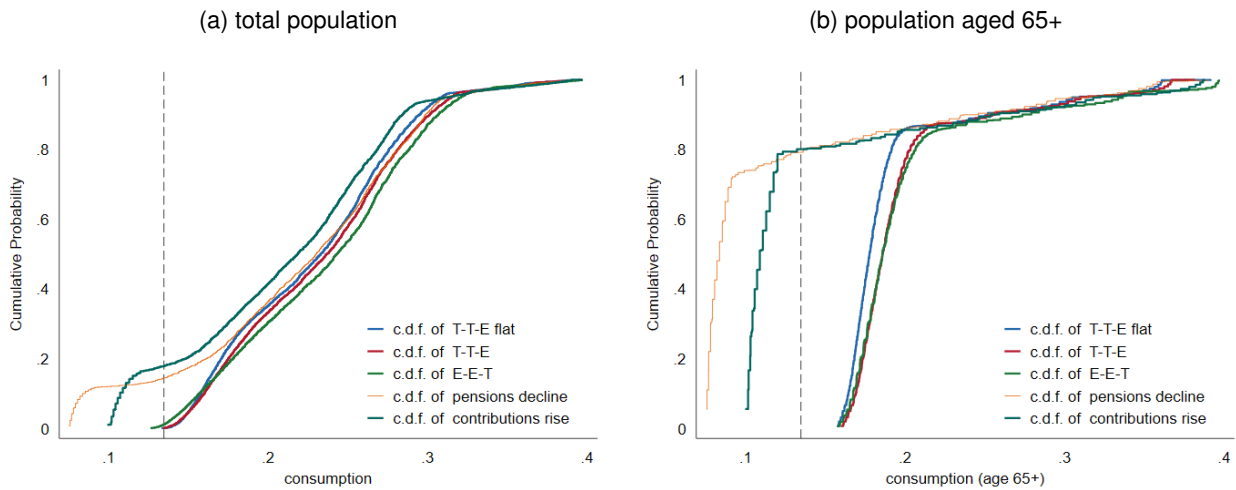 (a) total population
Cumulative Probability
1
.8
.6
.4
.2
0
c.d.f. of T-T-E flat
c.d.f. of T-T-E
c.d.f. of E-E-T
c.d.f. of pensions decline
c.d.f. of contributions rise
.1 .2 .3 .4
consumption
(b) population aged 65+
Cumulative Probability
1
.8
.6
.4
.2
0
c.d.f. of T-T-E flat
c.d.f. of T-T-E
c.d.f. of E-E-T
c.d.f. of pensions decline
c.d.f. of contributions rise
.1 .2 .3 .4
consumption (age 65+)